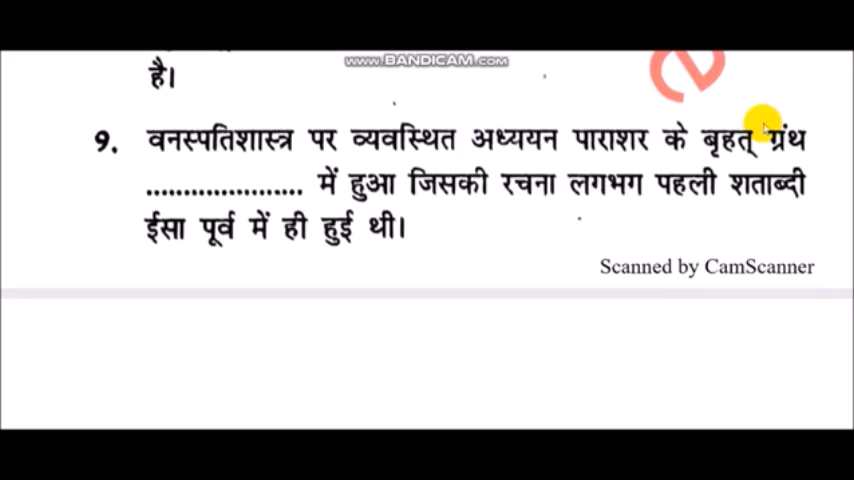 www.BANDICAM.com
है।
9. वनस्पतिशास्त्र पर व्यवस्थित अध्ययन पाराशर के बृहत् ग्रंथ
..................... में हुआ जिसकी रचना लगभग पहली शताब्दी
ईसा पूर्व में ही हुई थी।
Scanned by CamScanner